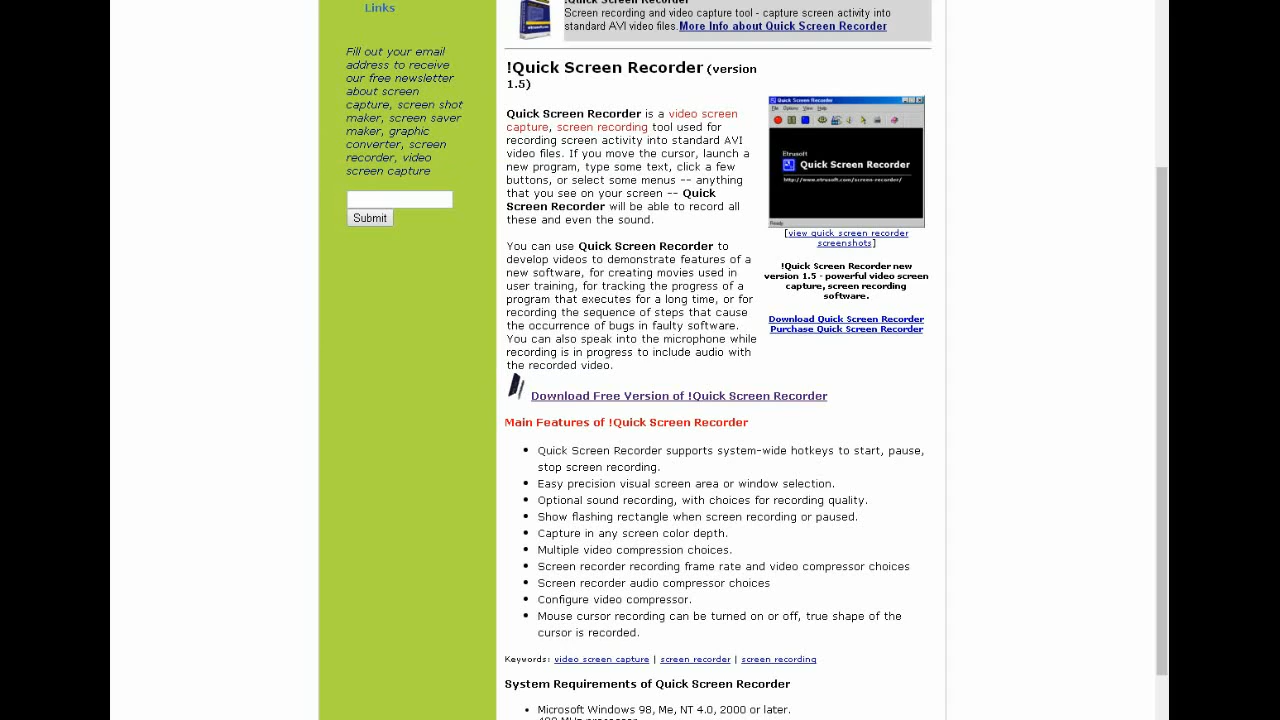 Links
Fill out your email
address to receive
our free newsletter
about screen
capture, screen shot
maker, screen saver
maker, graphic
converter, screen
recorder, video
screen capture
Submit
!Quick Screen Recorder
Screen recording and video capture tool - capture screen activity into
standard AVI video files.More Info about Quick Screen Recorder
!Quick Screen Recorder (version
1.5)
Quick Screen Recorder is a video screen
capture, screen recording tool used for
recording screen activity into standard AVI
video files. If you move the cursor, launch a
new program, type some text, click a few
buttons, or select some menus -- anything
that you see on your screen -- Quick
Screen Recorder will be able to record all
these and even the sound.
You can use Quick Screen Recorder to
develop videos to demonstrate features of a
new software, for creating movies used in
user training, for tracking the progress of a
program that executes for a long time, or for
recording the sequence of steps that cause
the occurrence of bugs in faulty software.
You can also speak into the microphone while
recording is in progress to include audio with
the recorded video.
Quick Screen Recorder
File Options View Help
Etrusoft
Quick Screen Recorder
http://www.etrusoft.com/screen-recorder/
Ready
[view quick screen recorder
screenshots]
!Quick Screen Recorder new
version 1.5 - powerful video screen
capture, screen recording
software.
Download Quick Screen Recorder
Purchase Quick Screen Recorder
Download Free Version of !Quick Screen Recorder
Main Features of !Quick Screen Recorder
• Quick Screen Recorder supports system-wide hotkeys to start, pause,
stop screen recording.
• Easy precision visual screen area or window selection.
• Optional sound recording, with choices for recording quality.
• Show flashing rectangle when screen recording or paused.
• Capture in any screen color depth.
• Multiple video compression choices.
• Screen recorder recording frame rate and video compressor choices
• Screen recorder audio compressor choices
• Configure video compressor.
• Mouse cursor recording can be turned on or off, true shape of the
cursor is recorded.
Keywords: video screen capture | screen recorder | screen recording
System Requirements of Quick Screen Recorder
• Microsoft Windows 98, Me, NT 4.0, 2000 or later.